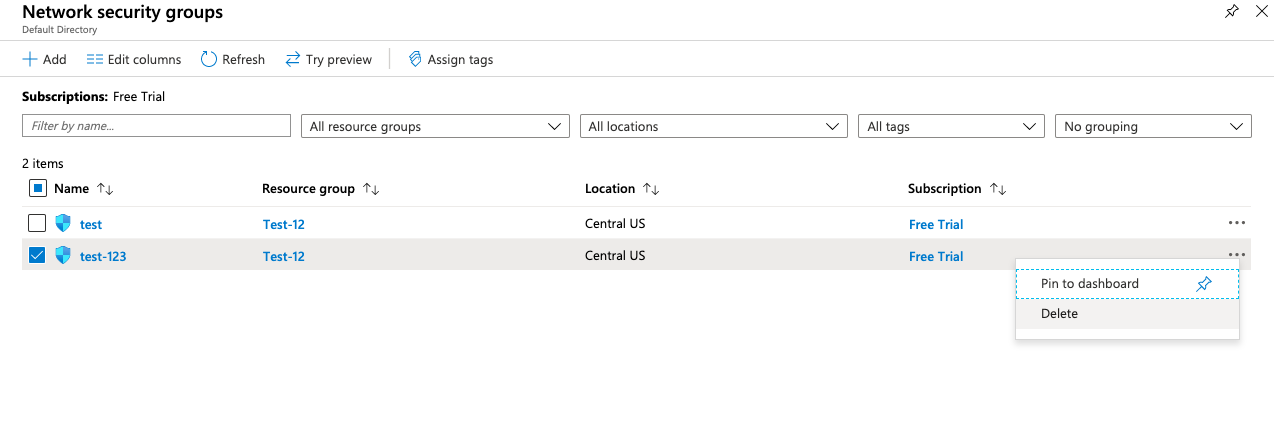 Network security groups
Default Directory
Add Edit columns Refresh Try preview Assign tags
Subscriptions: Free Trial
Filter by name... All resource groups All locations All tags No grouping
2 items
Name Resource group Location Subscription
test Test-12 Central US Free Trial
test-123 Test-12 Central US Free Trial
Pin to dashboard
Delete